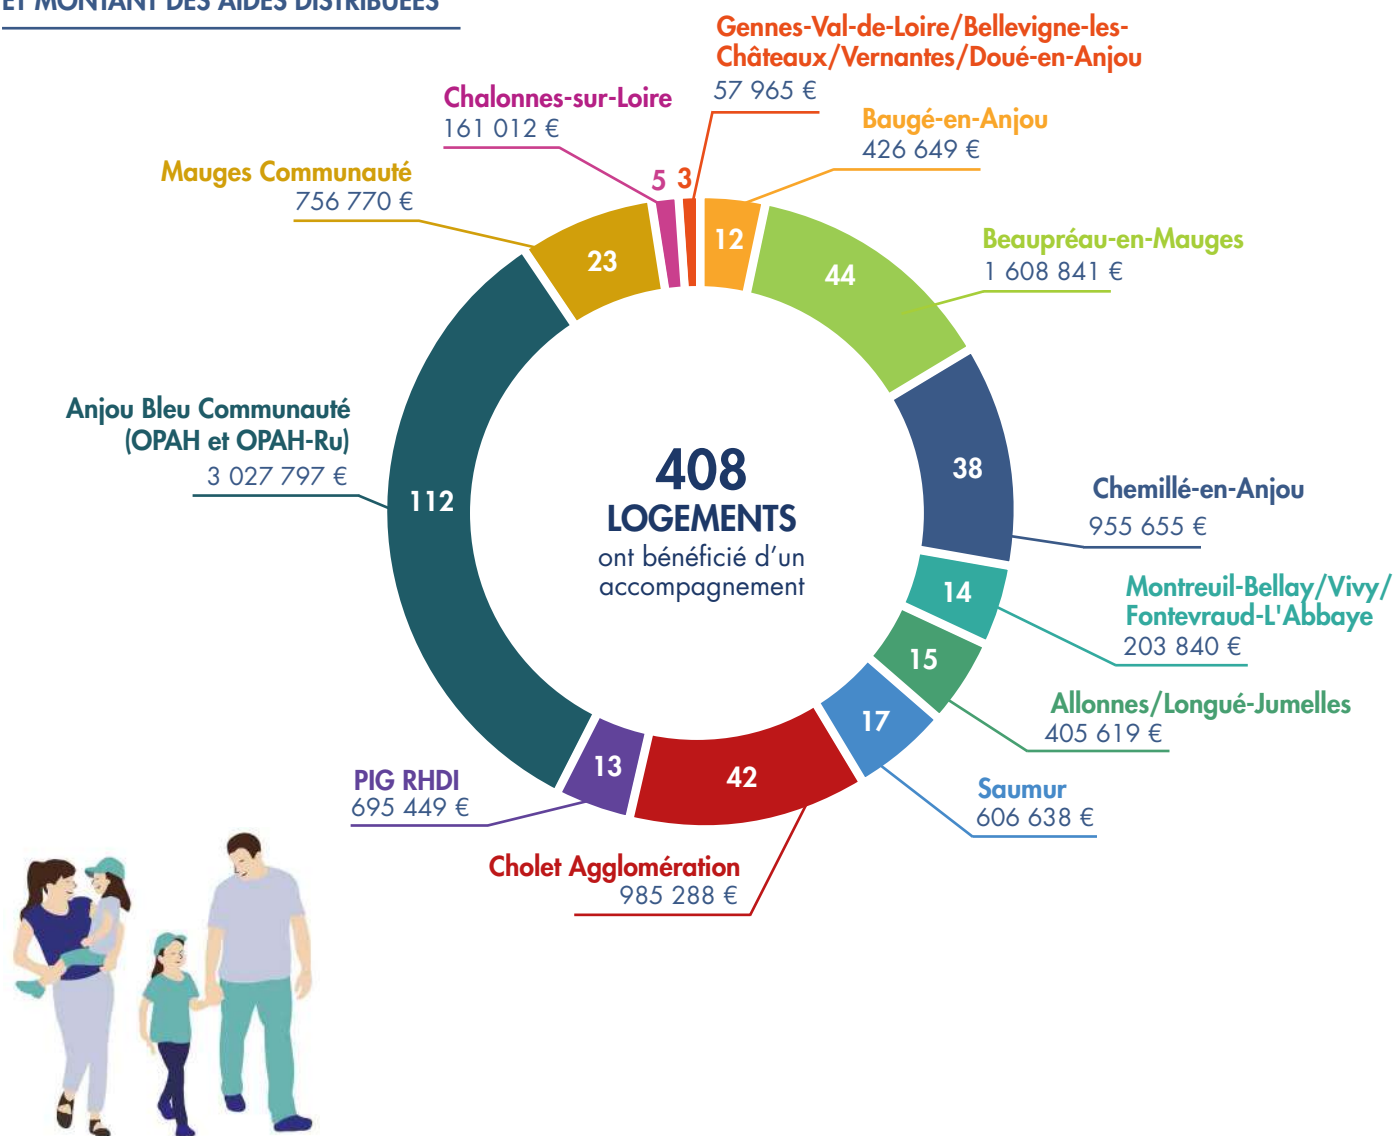 ET MONTANT DES AIDES DISTRIBUÉES
Gennes-Val-de-Loire/Bellevigne-les-
Châteaux/Vernantes/Doué-en-Anjou
57 965 €
Chalonnes-sur-Loire
161 012 €
Baugé-en-Anjou
426 649 €
Mauges Communauté
756 770 €
5
3
12
23
44
Beaupréau-en-Mauges
1 608 841 €
Anjou Bleu Communauté
(OPAH et OPAH-Ru)
3 027 797 €
112
408
LOGEMENTS
ont bénéficié d'un
accompagnement
38
Chemillé-en-Anjou
955 655 €
14
Montreuil-Bellay/Vivy/
Fontevraud-L'Abbaye
203 840 €
15
Allonnes/Longué-Jumelles
405 619 €
17
Saumur
606 638 €
42
13
PIG RHDI
695 449 €
Cholet Agglomération
985 288 €